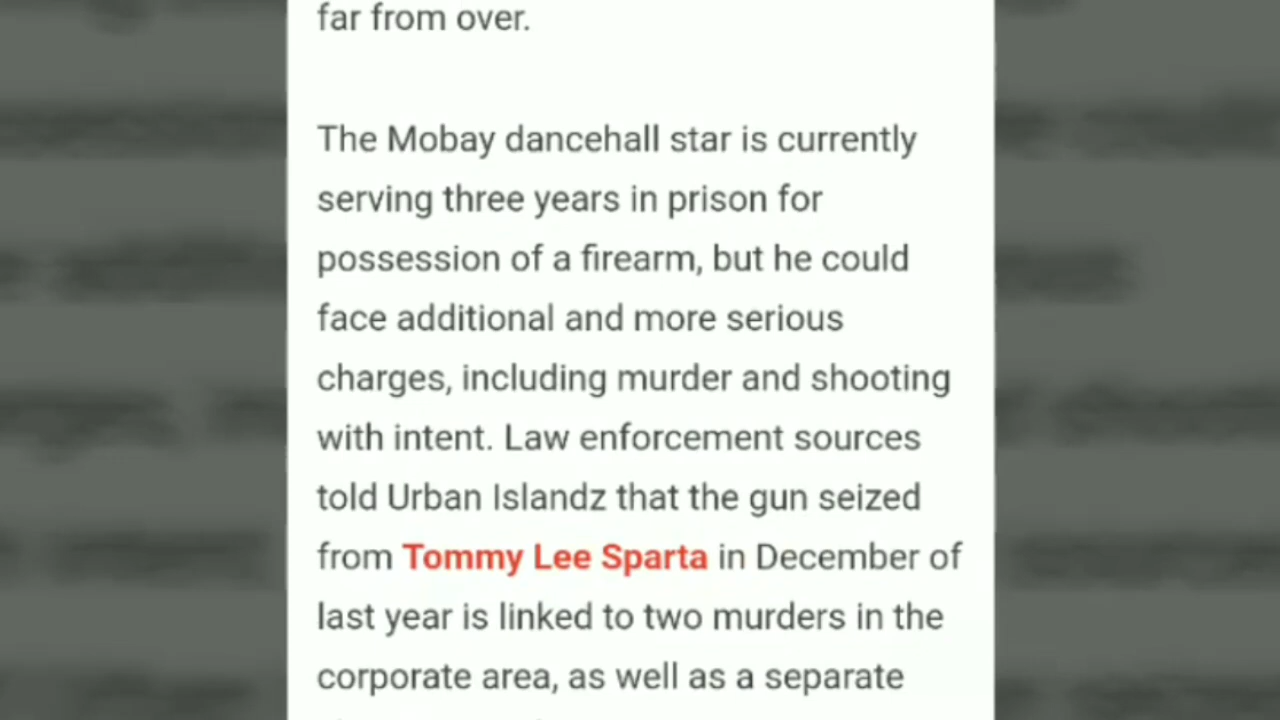 far from over.
The Mobay dancehall star is currently
serving three years in prison for
possession of a firearm, but he could
face additional and more serious
charges, including murder and shooting
with intent. Law enforcement sources
told Urban Islandz that the gun seized
from Tommy Lee Sparta in December of
last year is linked to two murders in the
corporate area, as well as a separate